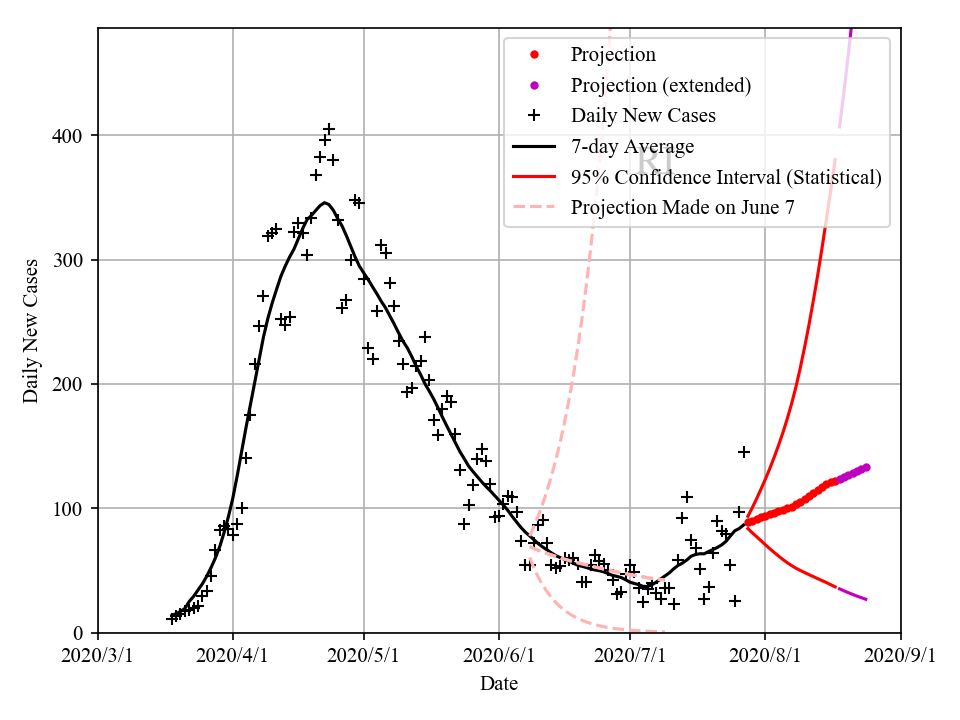 Projection
Projection (extended)
Daily New Cases
7-day Average
RI
95% Confidence Interval (Statistical)
Projection Made on June 7
400
300
200
100
0
Daily New Cases
2020/3/1
2020/4/1
2020/5/1
2020/6/1
2020/7/1
2020/8/1
2020/9/1
Date